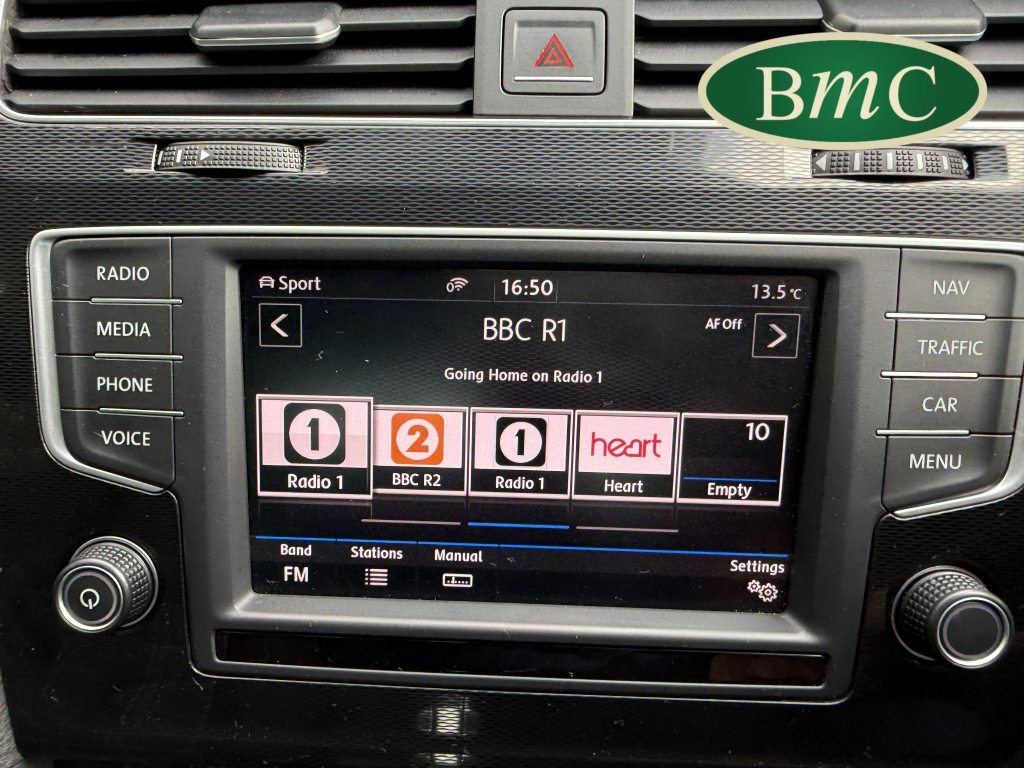 BmC
RADIO
MEDIA
PHONE
VOICE
Sport
16:50
13.5°C
BBC R1
AF Off
Going Home on Radio 1
1
Radio 1
2
BBC R2
1
Radio 1
heart
Heart
10
Empty
Band
FM
Stations
Manual
Settings
NAV
TRAFFIC
CAR
MENU